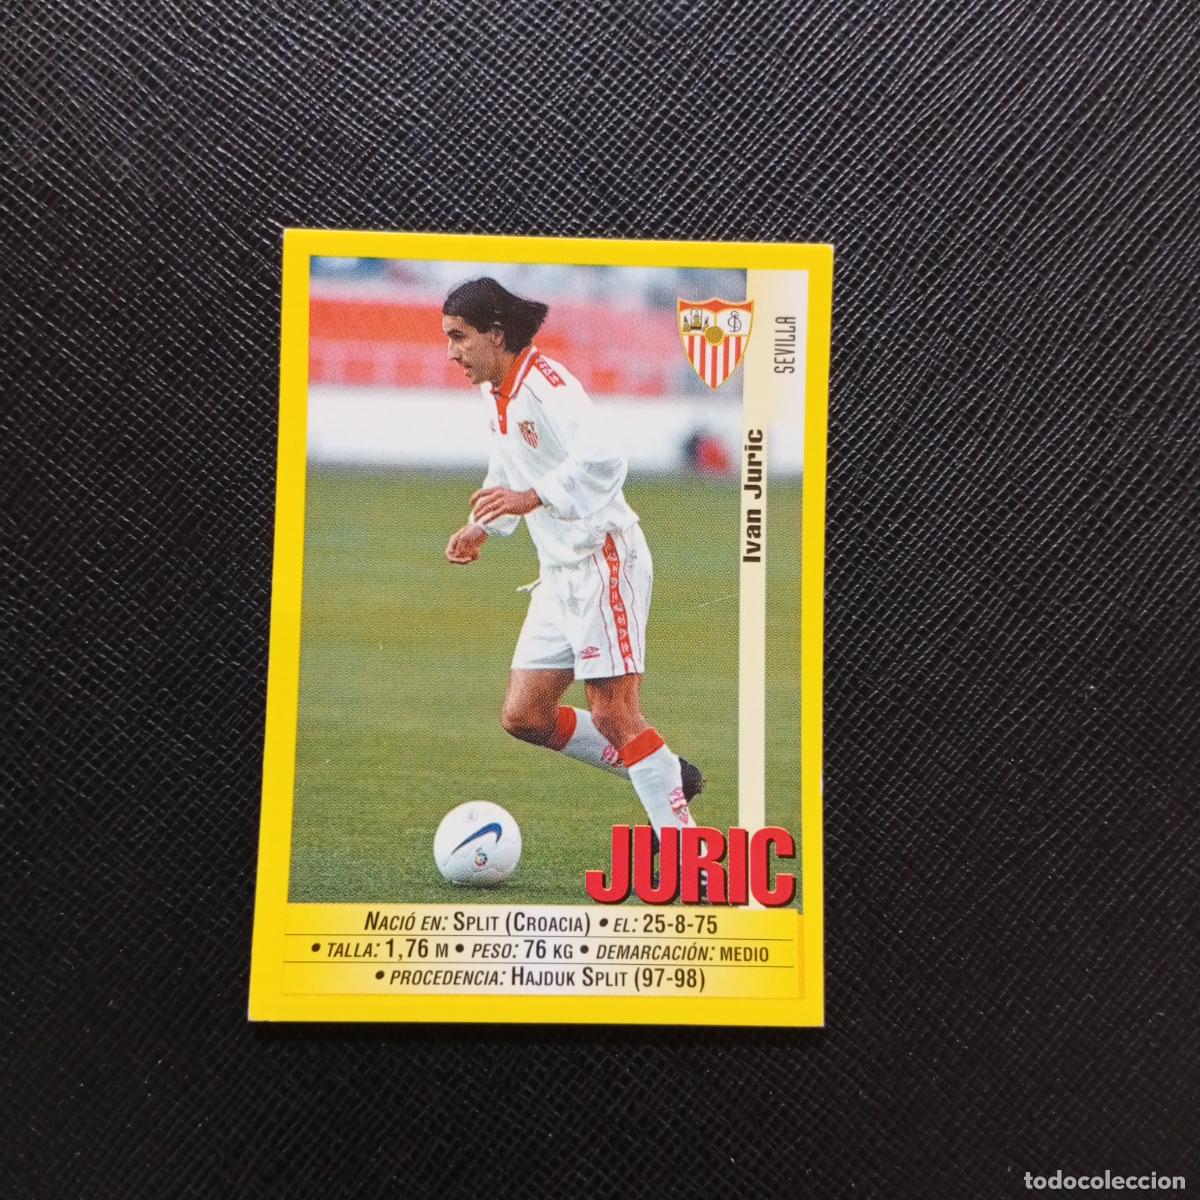 SEVILLA
Ivan Juric
JURIC
NACIÓ EN: SPLIT (CROACIA) • EL: 25-8-75
• TALLA: 1,76 M • PESO: 76 KG • DEMARCACIÓN: MEDIO
• PROCEDENCIA: HAJDUK SPLIT (97-98)
todocoleccion